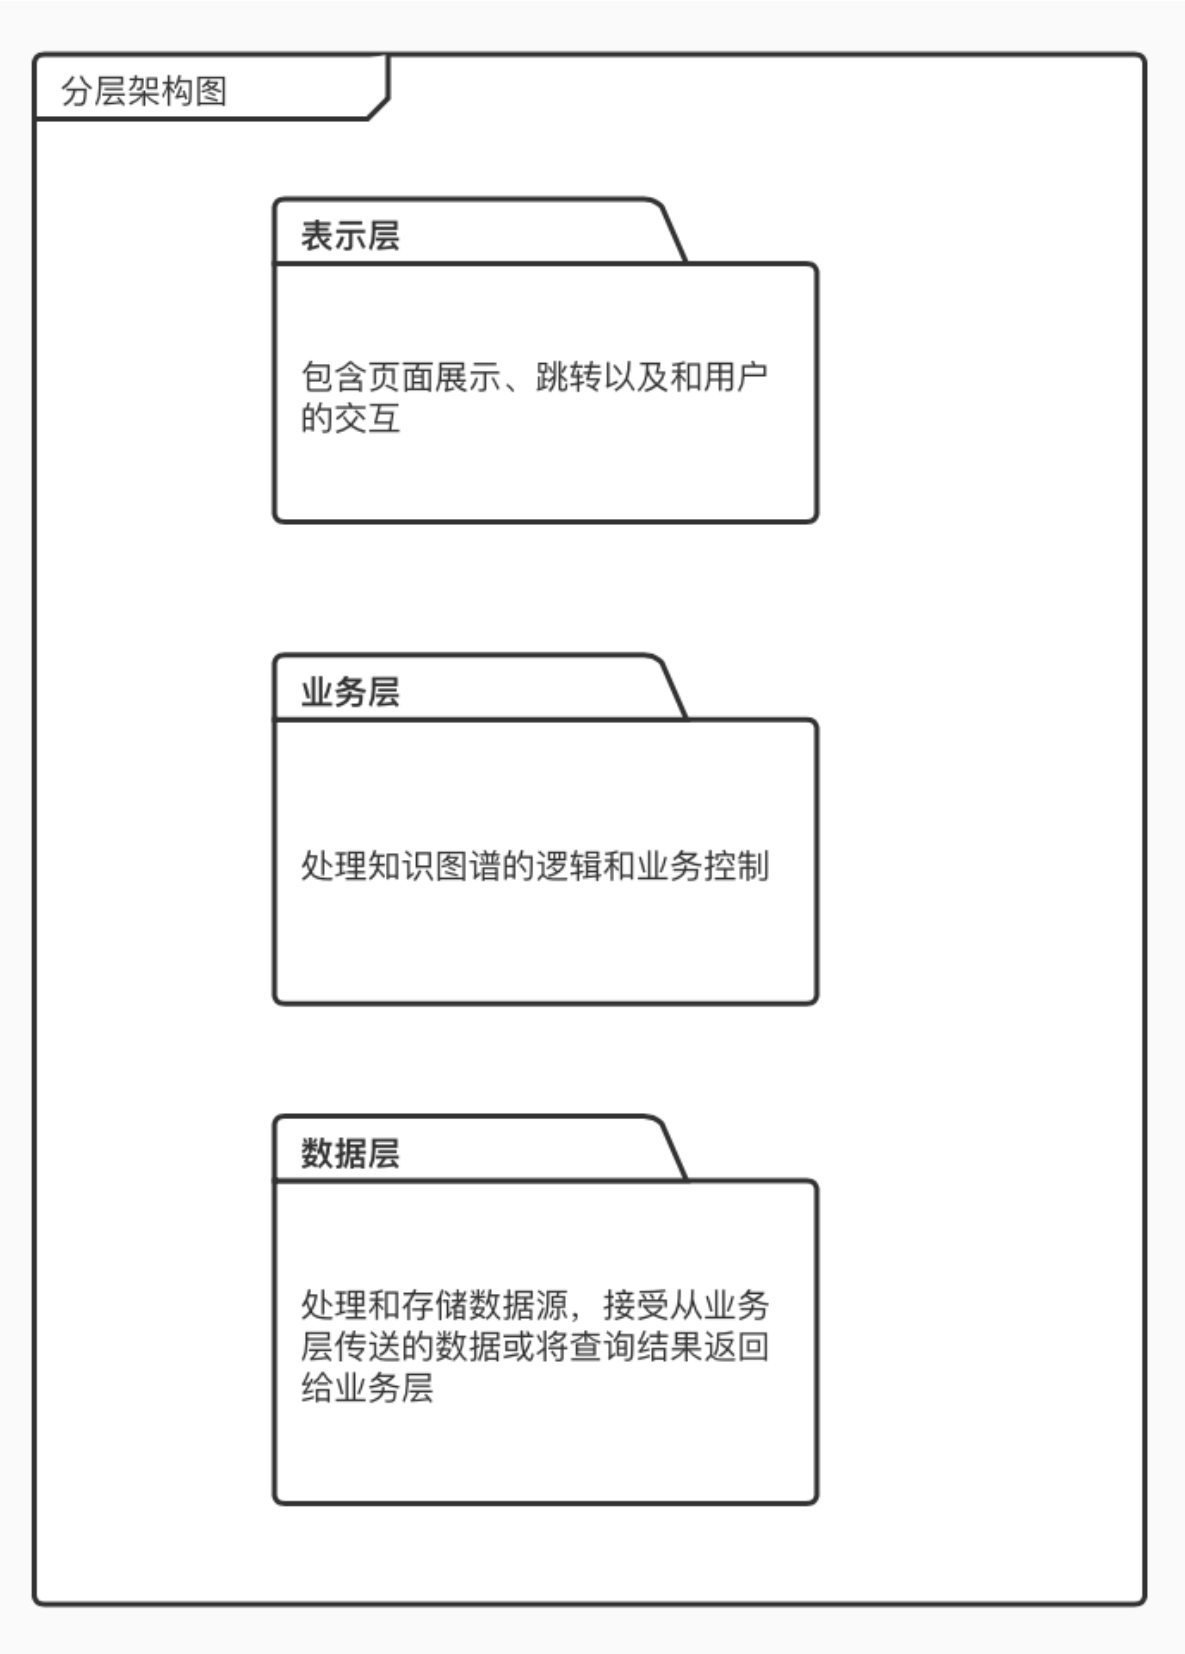 分层架构图
表示层
包含页面展示、跳转以及和用户
的交互
业务层
处理知识图谱的逻辑和业务控制
数据层
处理和存储数据源，接受从业务
层传送的数据或将查询结果返回
给业务层